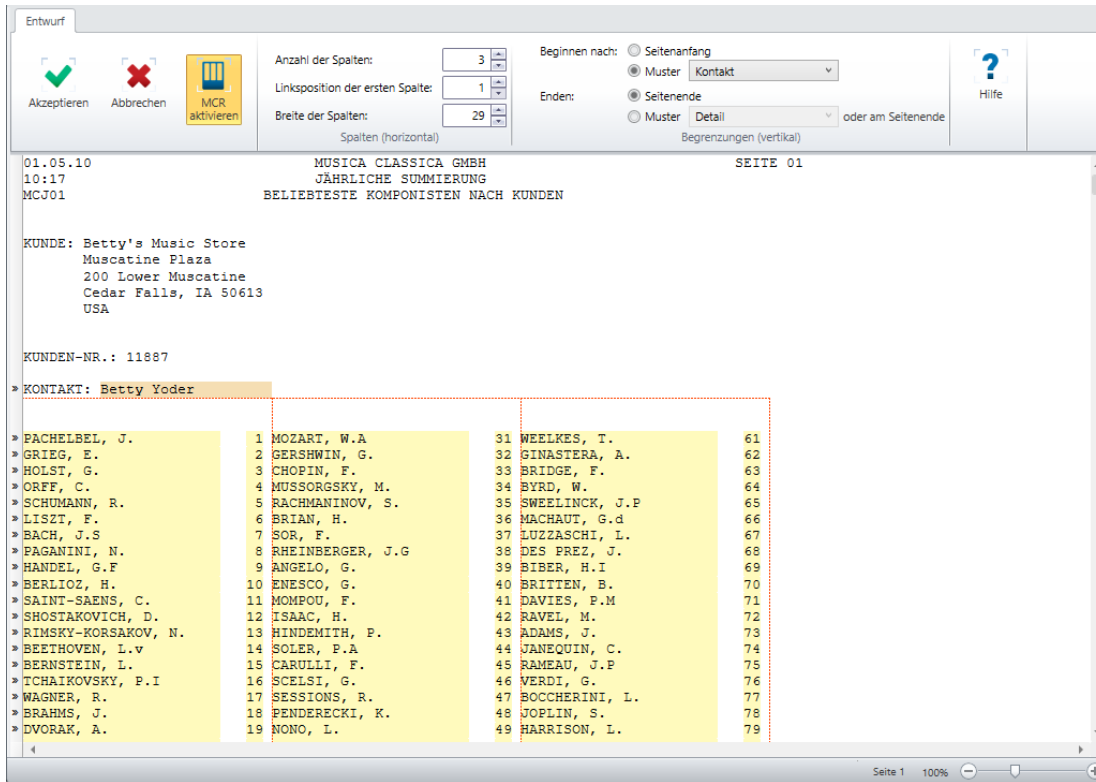 Entwurf
Akzeptieren
Abbrechen
MCR
aktivieren
Anzahl der Spalten: 3
Linksposition der ersten Spalte: 1
Breite der Spalten: 29
Spalten (horizontal)
Beginnen nach: Seitenanfang
Muster Kontakt
Enden: Seitenende
Muster Detail oder am Seitenende
Begrenzungen (vertikal)
?
Hilfe
01.05.10 MUSICA CLASSICA GMBH SEITE 01
10:17 JÄHRLICHE SUMMIERUNG
MCJ01 BELIEBTESTE KOMPONISTEN NACH KUNDEN
KUNDE: Betty's Music Store
Muscatine Plaza
200 Lower Muscatine
Cedar Falls, IA 50613
USA
KUNDEN-NR.: 11887
» KONTAKT: Betty Yoder
» PACHELBEL, J. 1 MOZART, W.A 31 WEELKES, T. 61
» GRIEG, E. 2 GERSHWIN, G. 32 GINASTERA, A. 62
» HOLST, G. 3 CHOPIN, F. 33 BRIDGE, F. 63
» ORFF, C. 4 MUSSORGSKY, M. 34 BYRD, W. 64
» SCHUMANN, R. 5 RACHMANINOV, S. 35 SWEELINCK, J.P 65
» LISZT, F. 6 BRIAN, H. 36 MACHAUT, G.d 66
» BACH, J.S 7 SOR, F. 37 LUZZASCHI, L. 67
» PAGANINI, N. 8 RHEINBERGER, J.G 38 DES PREZ, J. 68
» HANDEL, G.F 9 ANGELO, G. 39 BIBER, H.I 69
» BERLIOZ, H. 10 ENESCO, G. 40 BRITTEN, B. 70
» SAINT-SAENS, C. 11 MOMPOU, F. 41 DAVIES, P.M 71
» SHOSTAKOVICH, D. 12 ISAAC, H. 42 RAVEL, M. 72
» RIMSKY-KORSAKOV, N. 13 HINDEMITH, P. 43 ADAMS, J. 73
» BEETHOVEN, L.v 14 SOLER, P.A 44 JANEQUIN, C. 74
» BERNSTEIN, L. 15 CARULLI, F. 45 RAMEAU, J.P 75
» TCHAIKOVSKY, P.I 16 SCELSI, G. 46 VERDI, G. 76
» WAGNER, R. 17 SESSIONS, R. 47 BOCCHERINI, L. 77
» BRAHMS, J. 18 PENDERECKI, K. 48 JOPLIN, S. 78
» DVORAK, A. 19 NONO, L. 49 HARRISON, L. 79
Seite 1 100%